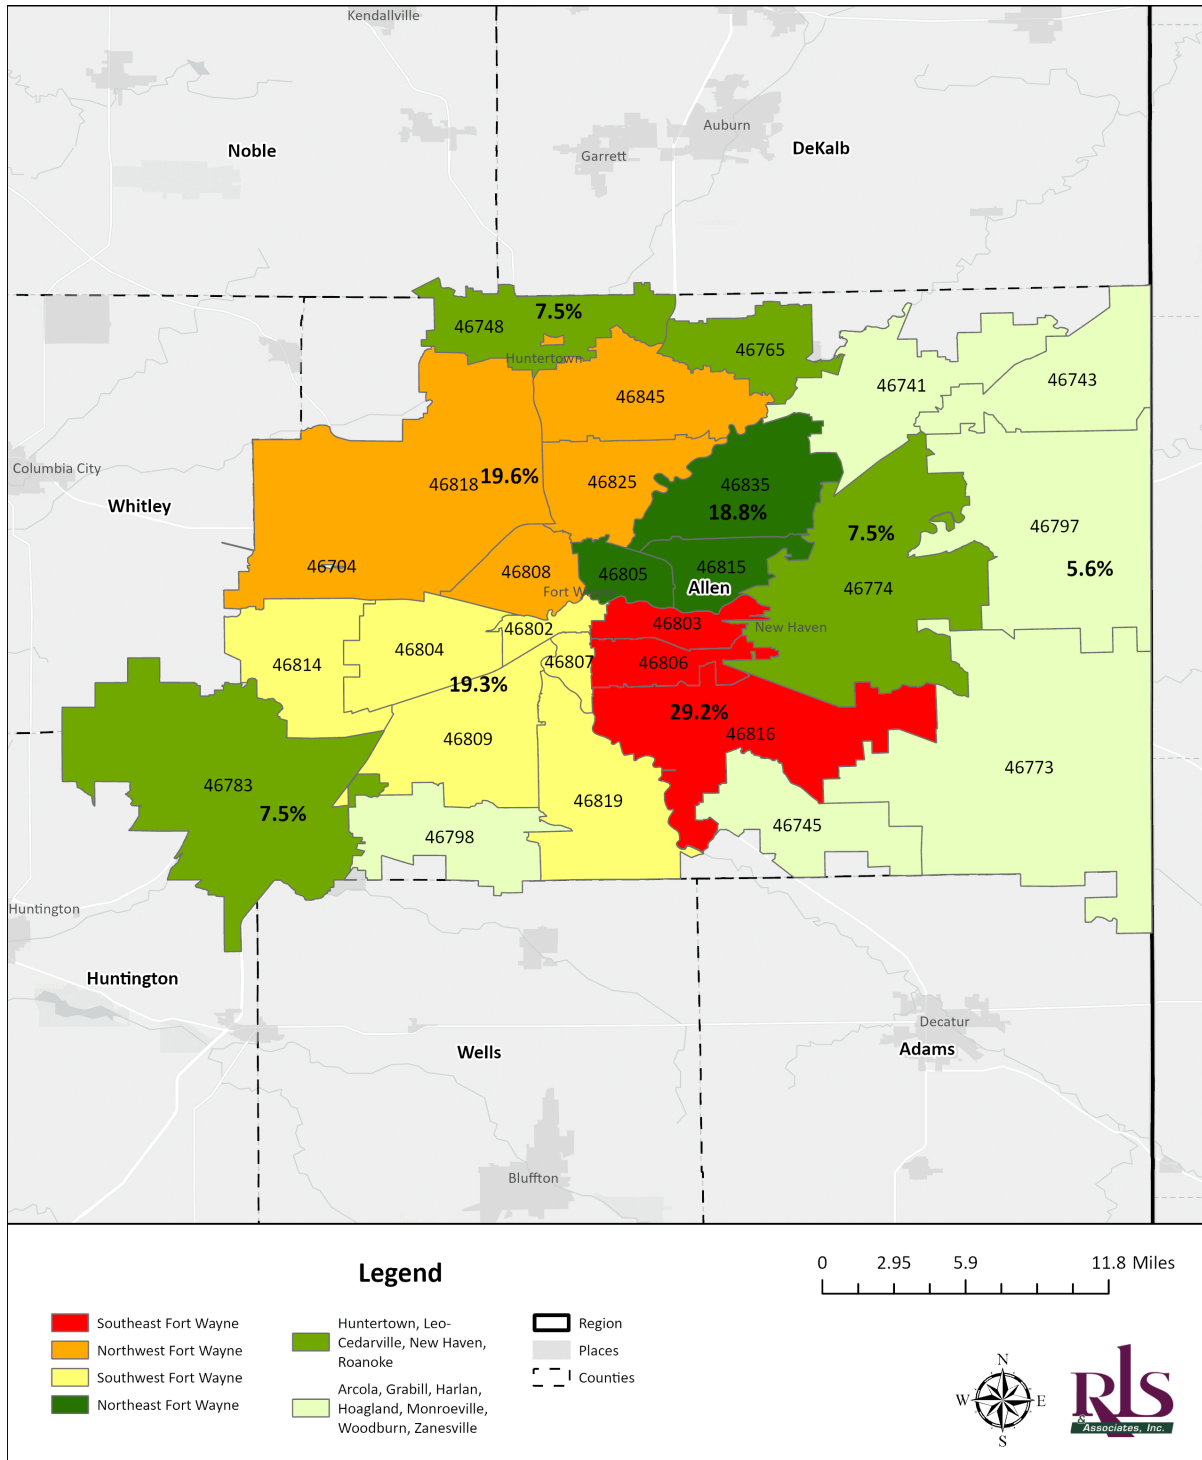 Kendallville
Auburn
Garrett
Noble
DeKalb
7.5%
46748
46765
Huntertown
46741
46743
46845
Columbia City
46818
19.6%
46825
46835
Whitley
18.8%
7.5%
46797
46704
46808
46805
46815
5.6%
Allen
46774
Fort Wayne
46802
46803
New Haven
46804
46814
46807
46806
19.3%
29.2%
46809
46816
46773
46783
7.5%
46819
46798
46745
Huntington
Huntington
Decatur
Wells
Adams
Bluffton
Legend
Southeast Fort Wayne
Northwest Fort Wayne
Southwest Fort Wayne
Northeast Fort Wayne
Huntertown, Leo-
Cedarville, New Haven,
Roanoke
Arcola, Grabill, Harlan,
Hoagland, Monroeville,
Woodburn, Zanesville
Region
Places
Counties
0 2.95 5.9 11.8 Miles
N
W E
S
RLS
& Associates, Inc.